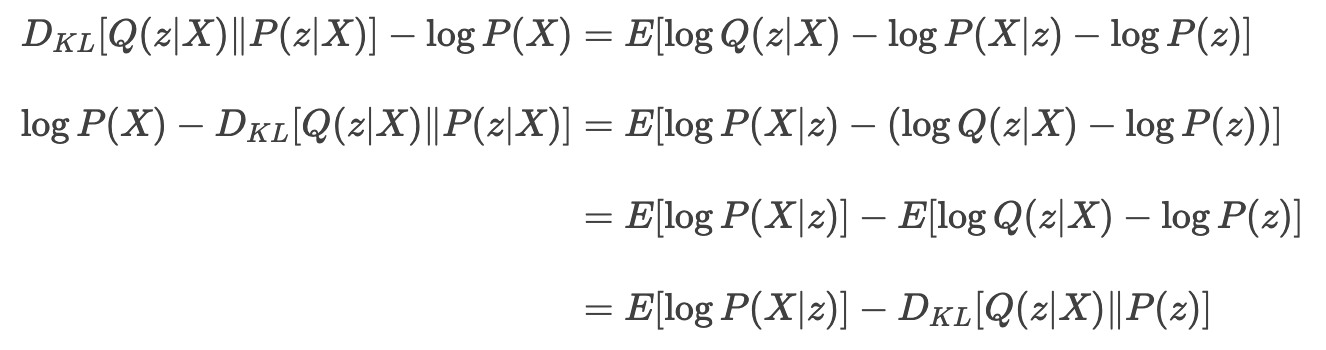 D_{KL}[Q(z|X)∥P(z|X)] − log P(X) = E[log Q(z|X) − log P(X|z) − log P(z)]
log P(X) − D_{KL}[Q(z|X)∥P(z|X)] = E[log P(X|z) − (log Q(z|X) − log P(z))]
= E[log P(X|z)] − E[log Q(z|X) − log P(z)]
= E[log P(X|z)] − D_{KL}[Q(z|X)∥P(z)]